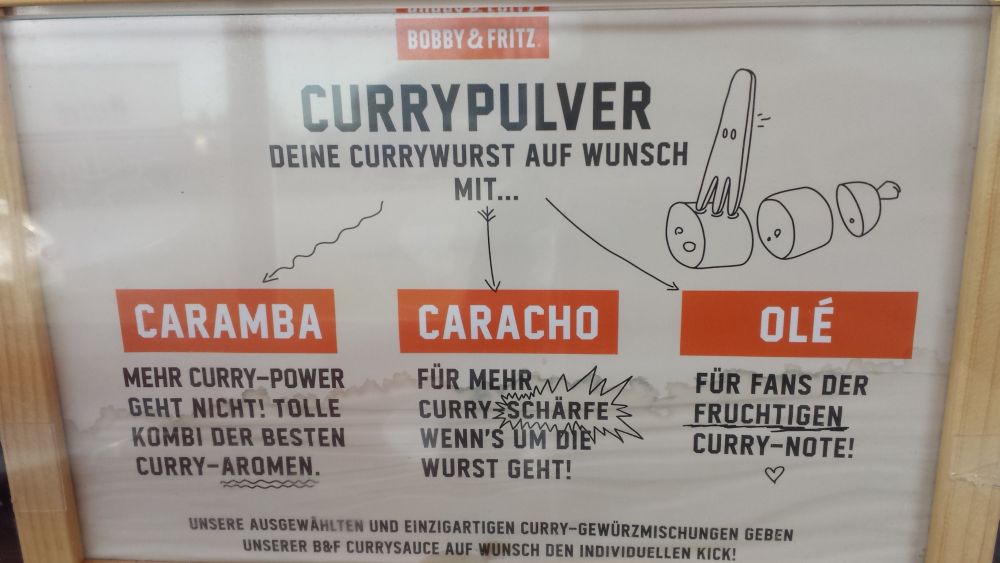 BOBBY & FRITZ
CURRYPULVER
DEINE CURRYWURST AUF WUNSCH
MIT...
CARAMBA
MEHR CURRY-POWER
GEHT NICHT! TOLLE
KOMBI DER BESTEN
CURRY-AROMEN.
CARACHO
FÜR MEHR
CURRY-SCHÄRFE
WENN'S UM DIE
WURST GEHT!
OLÉ
FÜR FANS DER
FRUCHTIGEN
CURRY-NOTE!
UNSERE AUSGEWÄHLTEN UND EINZIGARTIGEN CURRY-GEWÜRZMISCHUNGEN GEBEN
UNSERER B&F CURRYSAUCE AUF WUNSCH DEN INDIVIDUELLEN KICK!